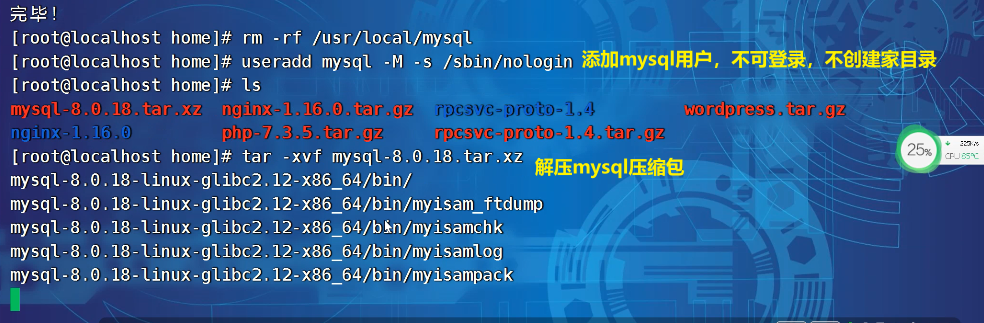 完毕！
[root@localhost home]# rm -rf /usr/local/mysql
[root@localhost home]# useradd mysql -M -s /sbin/nologin 添加mysql用户，不可登录，不创建家目录
[root@localhost home]# ls
mysql-8.0.18.tar.xz nginx-1.16.0.tar.gz rpcsvc-proto-1.4 wordpress.tar.gz
nginx-1.16.0 php-7.3.5.tar.gz rpcsvc-proto-1.4.tar.gz
[root@localhost home]# tar -xvf mysql-8.0.18.tar.xz 解压mysql压缩包
mysql-8.0.18-linux-glibc2.12-x86_64/bin/
mysql-8.0.18-linux-glibc2.12-x86_64/bin/myisam_ftdump
mysql-8.0.18-linux-glibc2.12-x86_64/bin/myisamchk
mysql-8.0.18-linux-glibc2.12-x86_64/bin/myisamlog
mysql-8.0.18-linux-glibc2.12-x86_64/bin/myisampack
25%